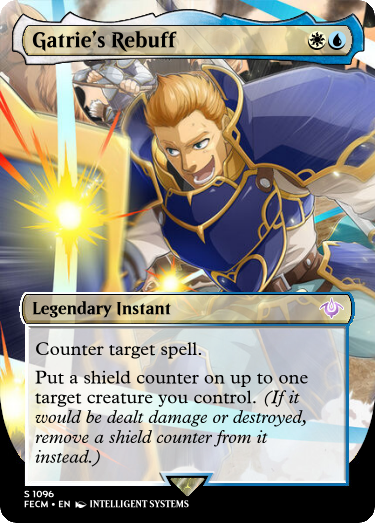 Gatrie's Rebuff
Legendary Instant
Counter target spell.
Put a shield counter on up to one
target creature you control. (If it
would be dealt damage or destroyed,
remove a shield counter from it
instead.)
S 1096
FECM • EN INTELLIGENT SYSTEMS